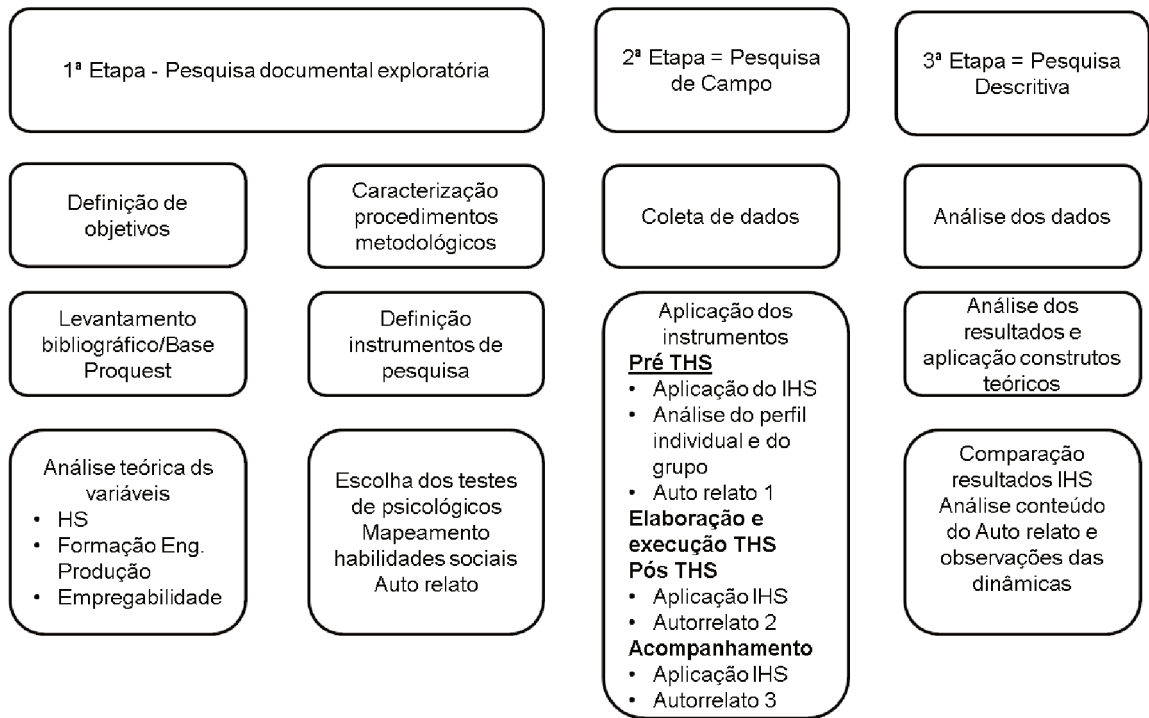 1ª Etapa - Pesquisa documental exploratória
2ª Etapa = Pesquisa
de Campo
3ª Etapa = Pesquisa
Descritiva
Definição de
objetivos
Caracterização
procedimentos
metodológicos
Coleta de dados
Análise dos dados
Levantamento
bibliográfico/Base
Proquest
Definição
instrumentos de
pesquisa
Aplicação dos
instrumentos
Pré THS
• Aplicação do IHS
• Análise do perfil
individual e do
grupo
• Auto relato 1
Elaboração e
execução THS
Pós THS
• Aplicação IHS
• Autorrelato 2
Acompanhamento
• Aplicação IHS
• Autorrelato 3
Análise dos
resultados e
aplicação construtos
teóricos
Análise teórica ds
variáveis
• HS
• Formação Eng.
Produção
• Empregabilidade
Escolha dos testes
de psicológicos
Mapeamento
habilidades sociais
Auto relato
Comparação
resultados IHS
Análise conteúdo
do Auto relato e
observações das
dinâmicas